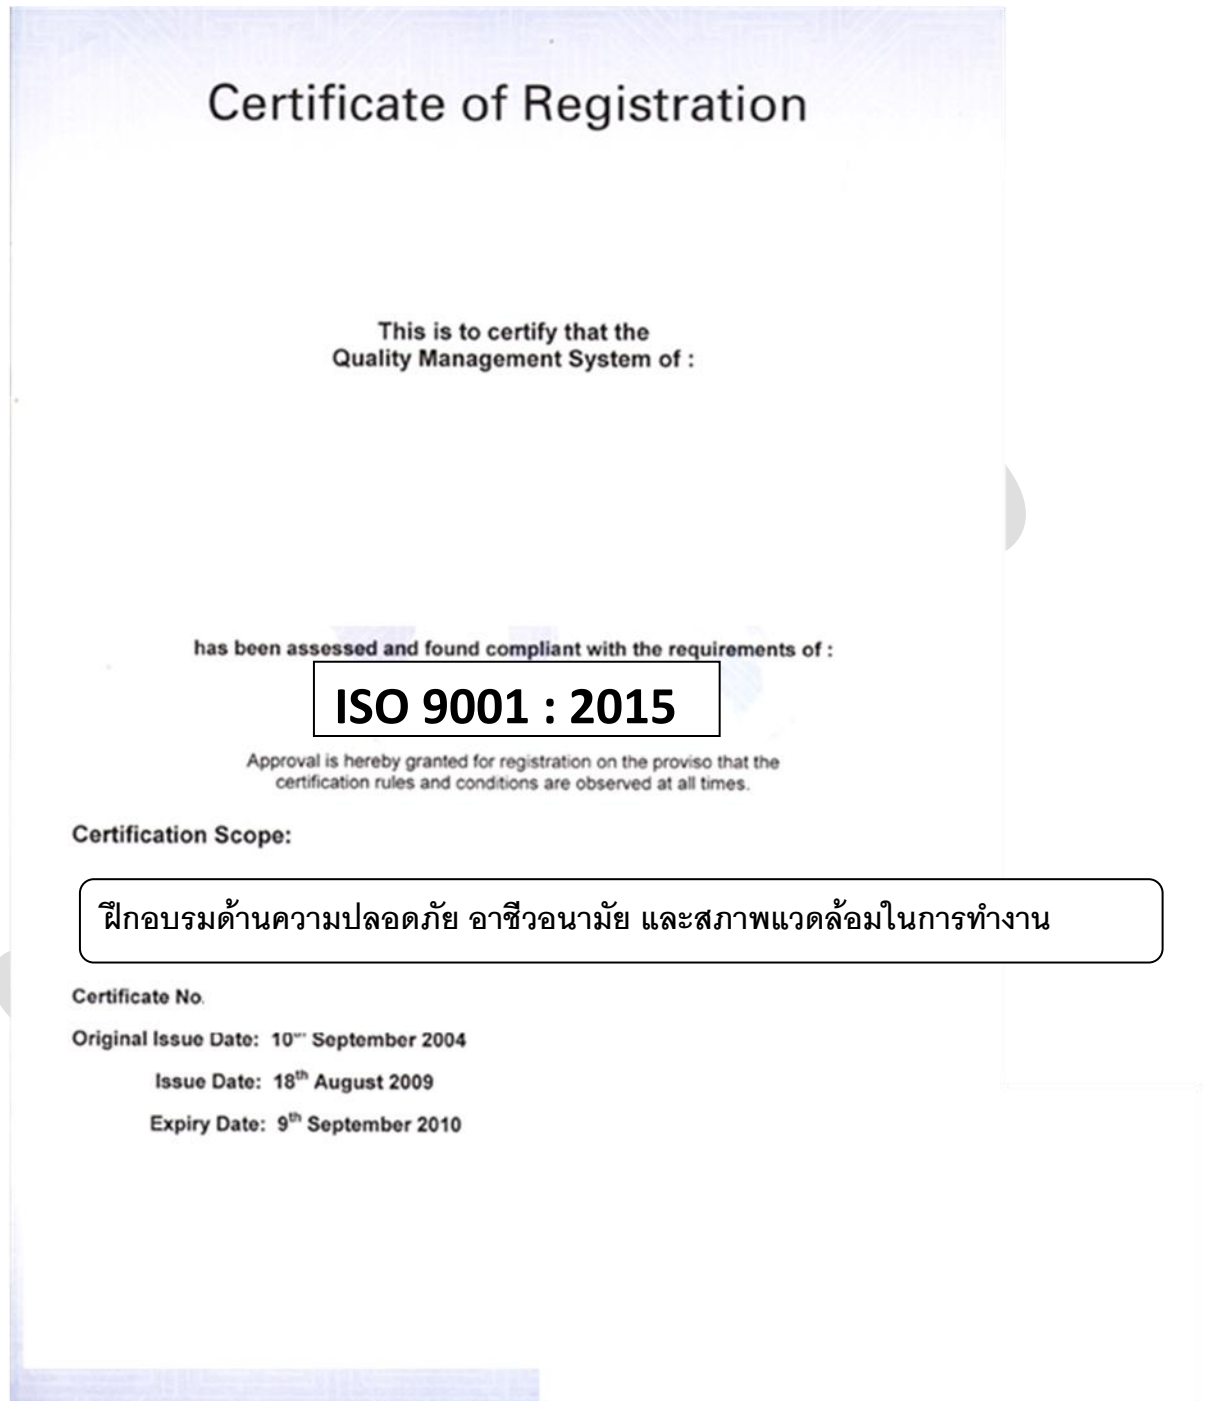 Certificate of Registration
This is to certify that the
Quality Management System of :
has been assessed and found compliant with the requirements of :
ISO 9001 : 2015
Approval is hereby granted for registration on the proviso that the
certification rules and conditions are observed at all times.
Certification Scope:
ฝึกอบรมด้านความปลอดภัย อาชีวอนามัย และสภาพแวดล้อมในการทำงาน
Certificate No.
Original Issue Date: 10th September 2004
Issue Date: 18th August 2009
Expiry Date: 9th September 2010